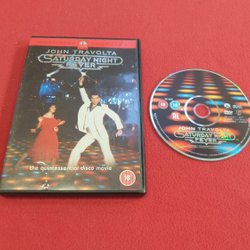 JOHN TRAVOLTA
SATURDAY NIGHT
FEVER
the quintessential disco movie
18
18
JOHN TRAVOLTA
SATURDAY NIGHT
FEVER